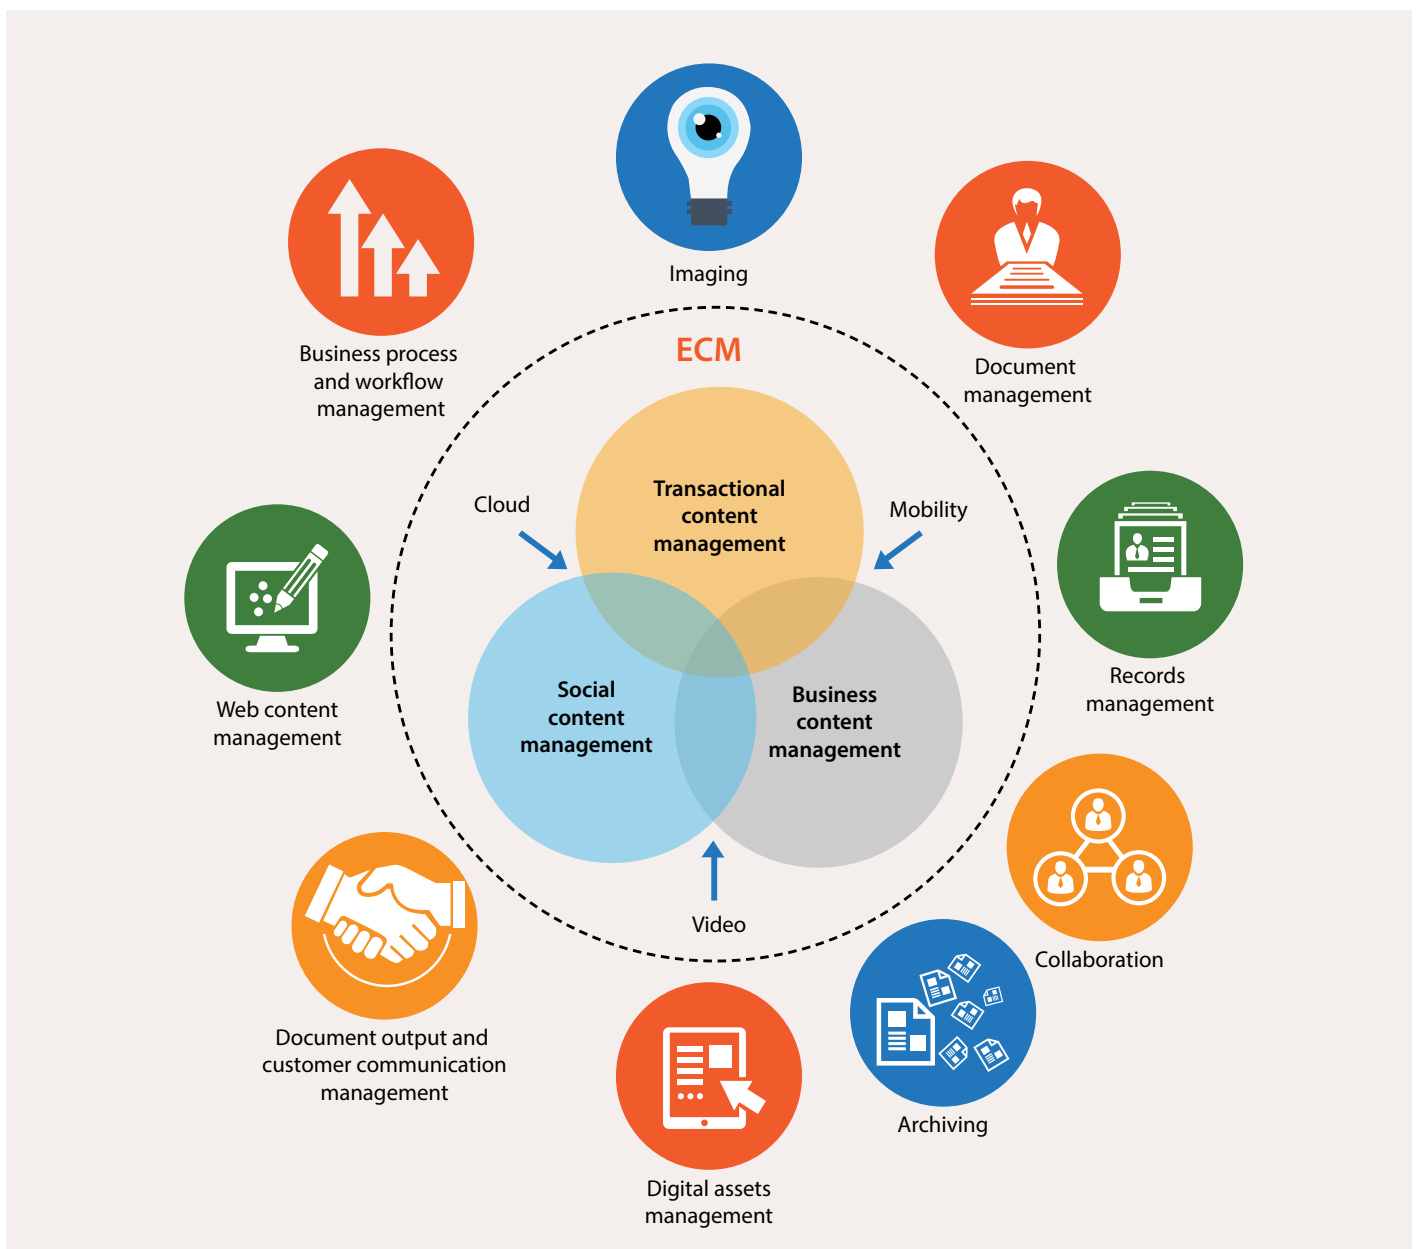 Imaging
Business process
and workflow
management
Document
management
ECM
Transactional
content
management
Cloud
Mobility
Web content
management
Social
content
management
Business
content
management
Records
management
Video
Collaboration
Document output and
customer communication
management
Archiving
Digital assets
management